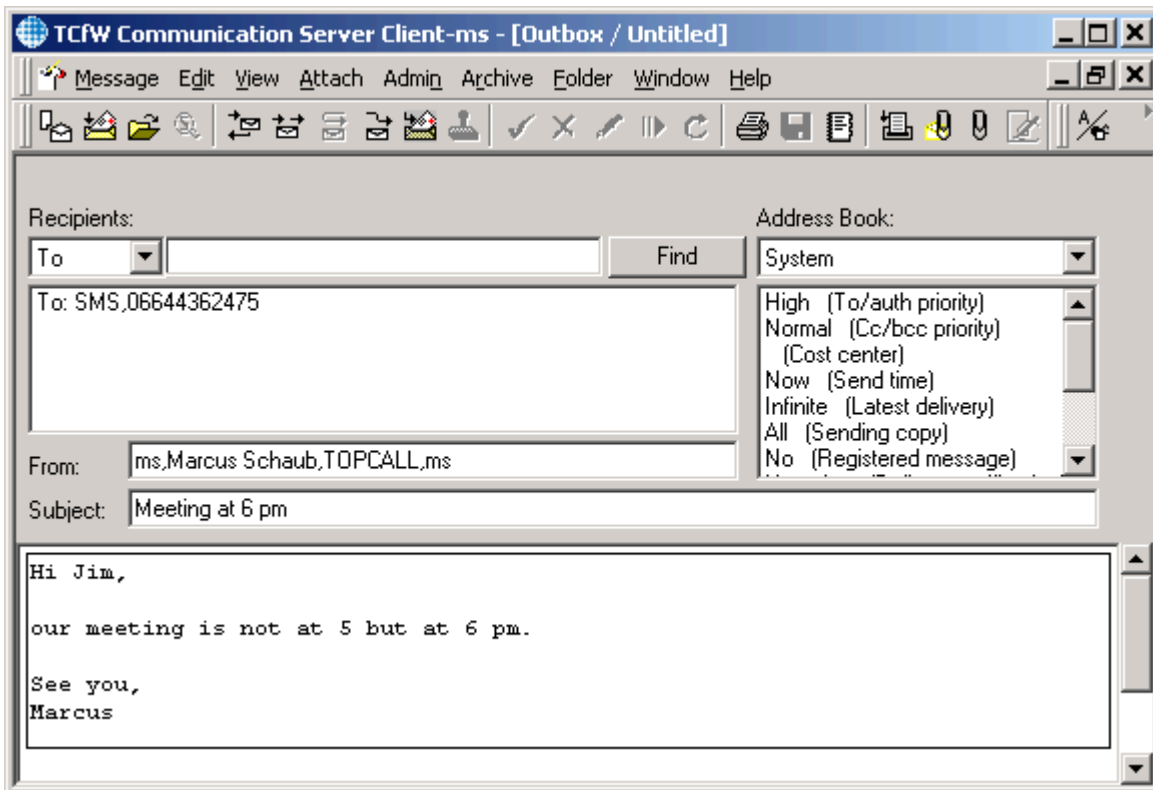 TCfW Communication Server Client-ms - [Outbox / Untitled]
Message Edit View Attach Admin Archive Folder Window Help
Recipients:
Address Book:
To
Find
System
To: SMS,06644362475
High (To/auth priority)
Normal (Cc/bcc priority)
(Cost center)
Now (Send time)
Infinite (Latest delivery)
All (Sending copy)
No (Registered message)
From: ms,Marcus Schaub,TOPCALL,ms
Subject: Meeting at 6 pm
Hi Jim,
our meeting is not at 5 but at 6 pm.
See you,
Marcus